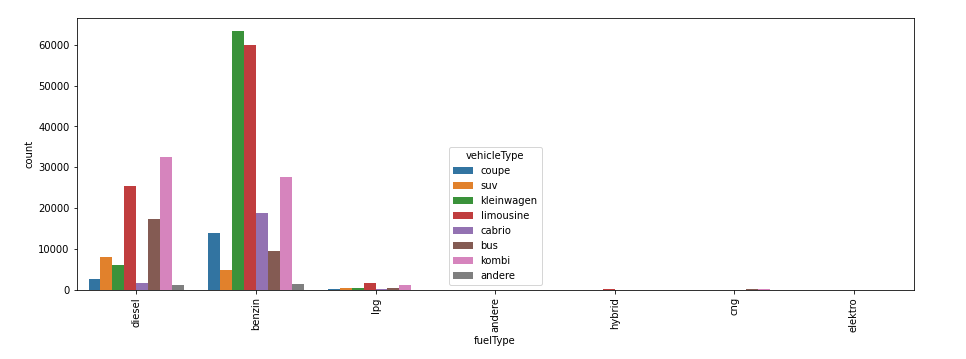 60000
50000
40000
30000
20000
10000
0
count
vehicleType
coupe
suv
kleinwagen
limousine
cabrio
bus
kombi
andere
diesel
benzin
lpg
andere
hybrid
cng
elektro
fuelType